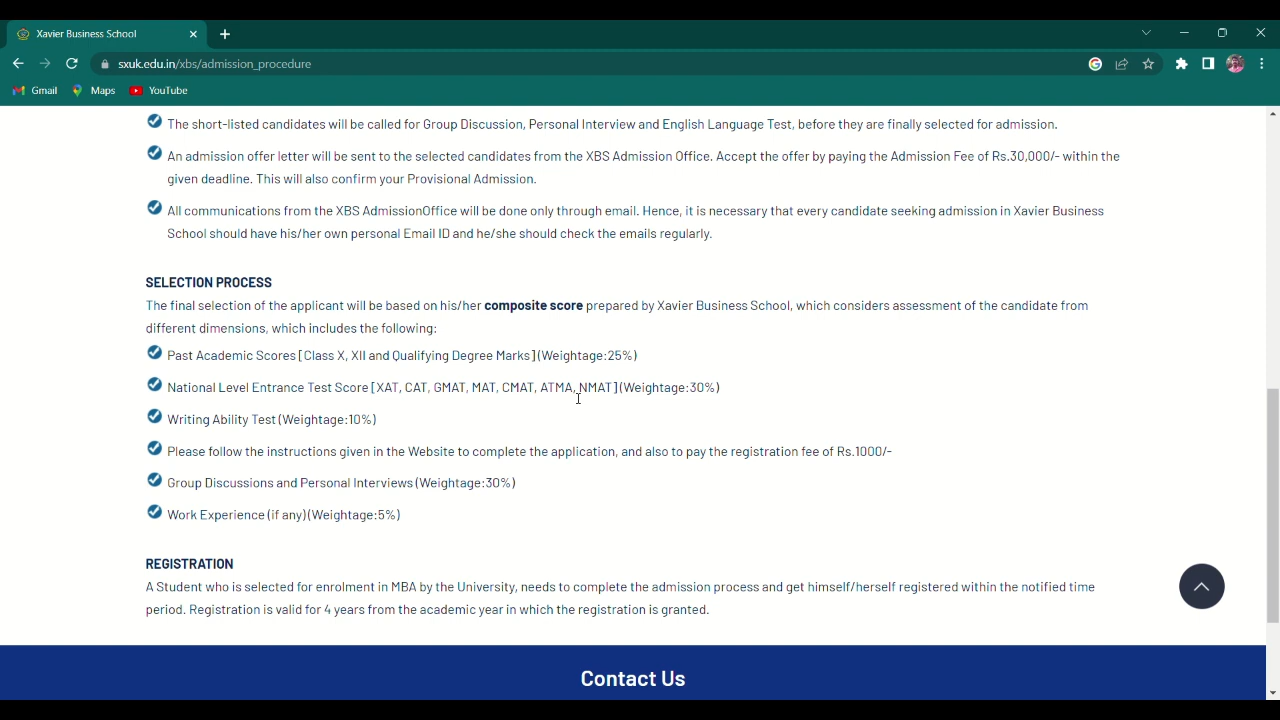 Xavier Business School
sxuk.edu.in/xbs/admission_procedure
Gmail Maps YouTube
The short-listed candidates will be called for Group Discussion, Personal Interview and English Language Test, before they are finally selected for admission.
An admission offer letter will be sent to the selected candidates from the XBS Admission Office. Accept the offer by paying the Admission Fee of Rs.30,000/- within the
given deadline. This will also confirm your Provisional Admission.
All communications from the XBS AdmissionOffice will be done only through email. Hence, it is necessary that every candidate seeking admission in Xavier Business
School should have his/her own personal Email ID and he/she should check the emails regularly.
SELECTION PROCESS
The final selection of the applicant will be based on his/her composite score prepared by Xavier Business School, which considers assessment of the candidate from
different dimensions, which includes the following:
Past Academic Scores [Class X, XII and Qualifying Degree Marks] (Weightage:25%)
National Level Entrance Test Score [XAT, CAT, GMAT, MAT, CMAT, ATMA, NMAT] (Weightage:30%)
Writing Ability Test (Weightage:10%)
Please follow the instructions given in the Website to complete the application, and also to pay the registration fee of Rs.1000/-
Group Discussions and Personal Interviews (Weightage:30%)
Work Experience (if any) (Weightage:5%)
REGISTRATION
A Student who is selected for enrolment in MBA by the University, needs to complete the admission process and get himself/herself registered within the notified time
period. Registration is valid for 4 years from the academic year in which the registration is granted.
Contact Us